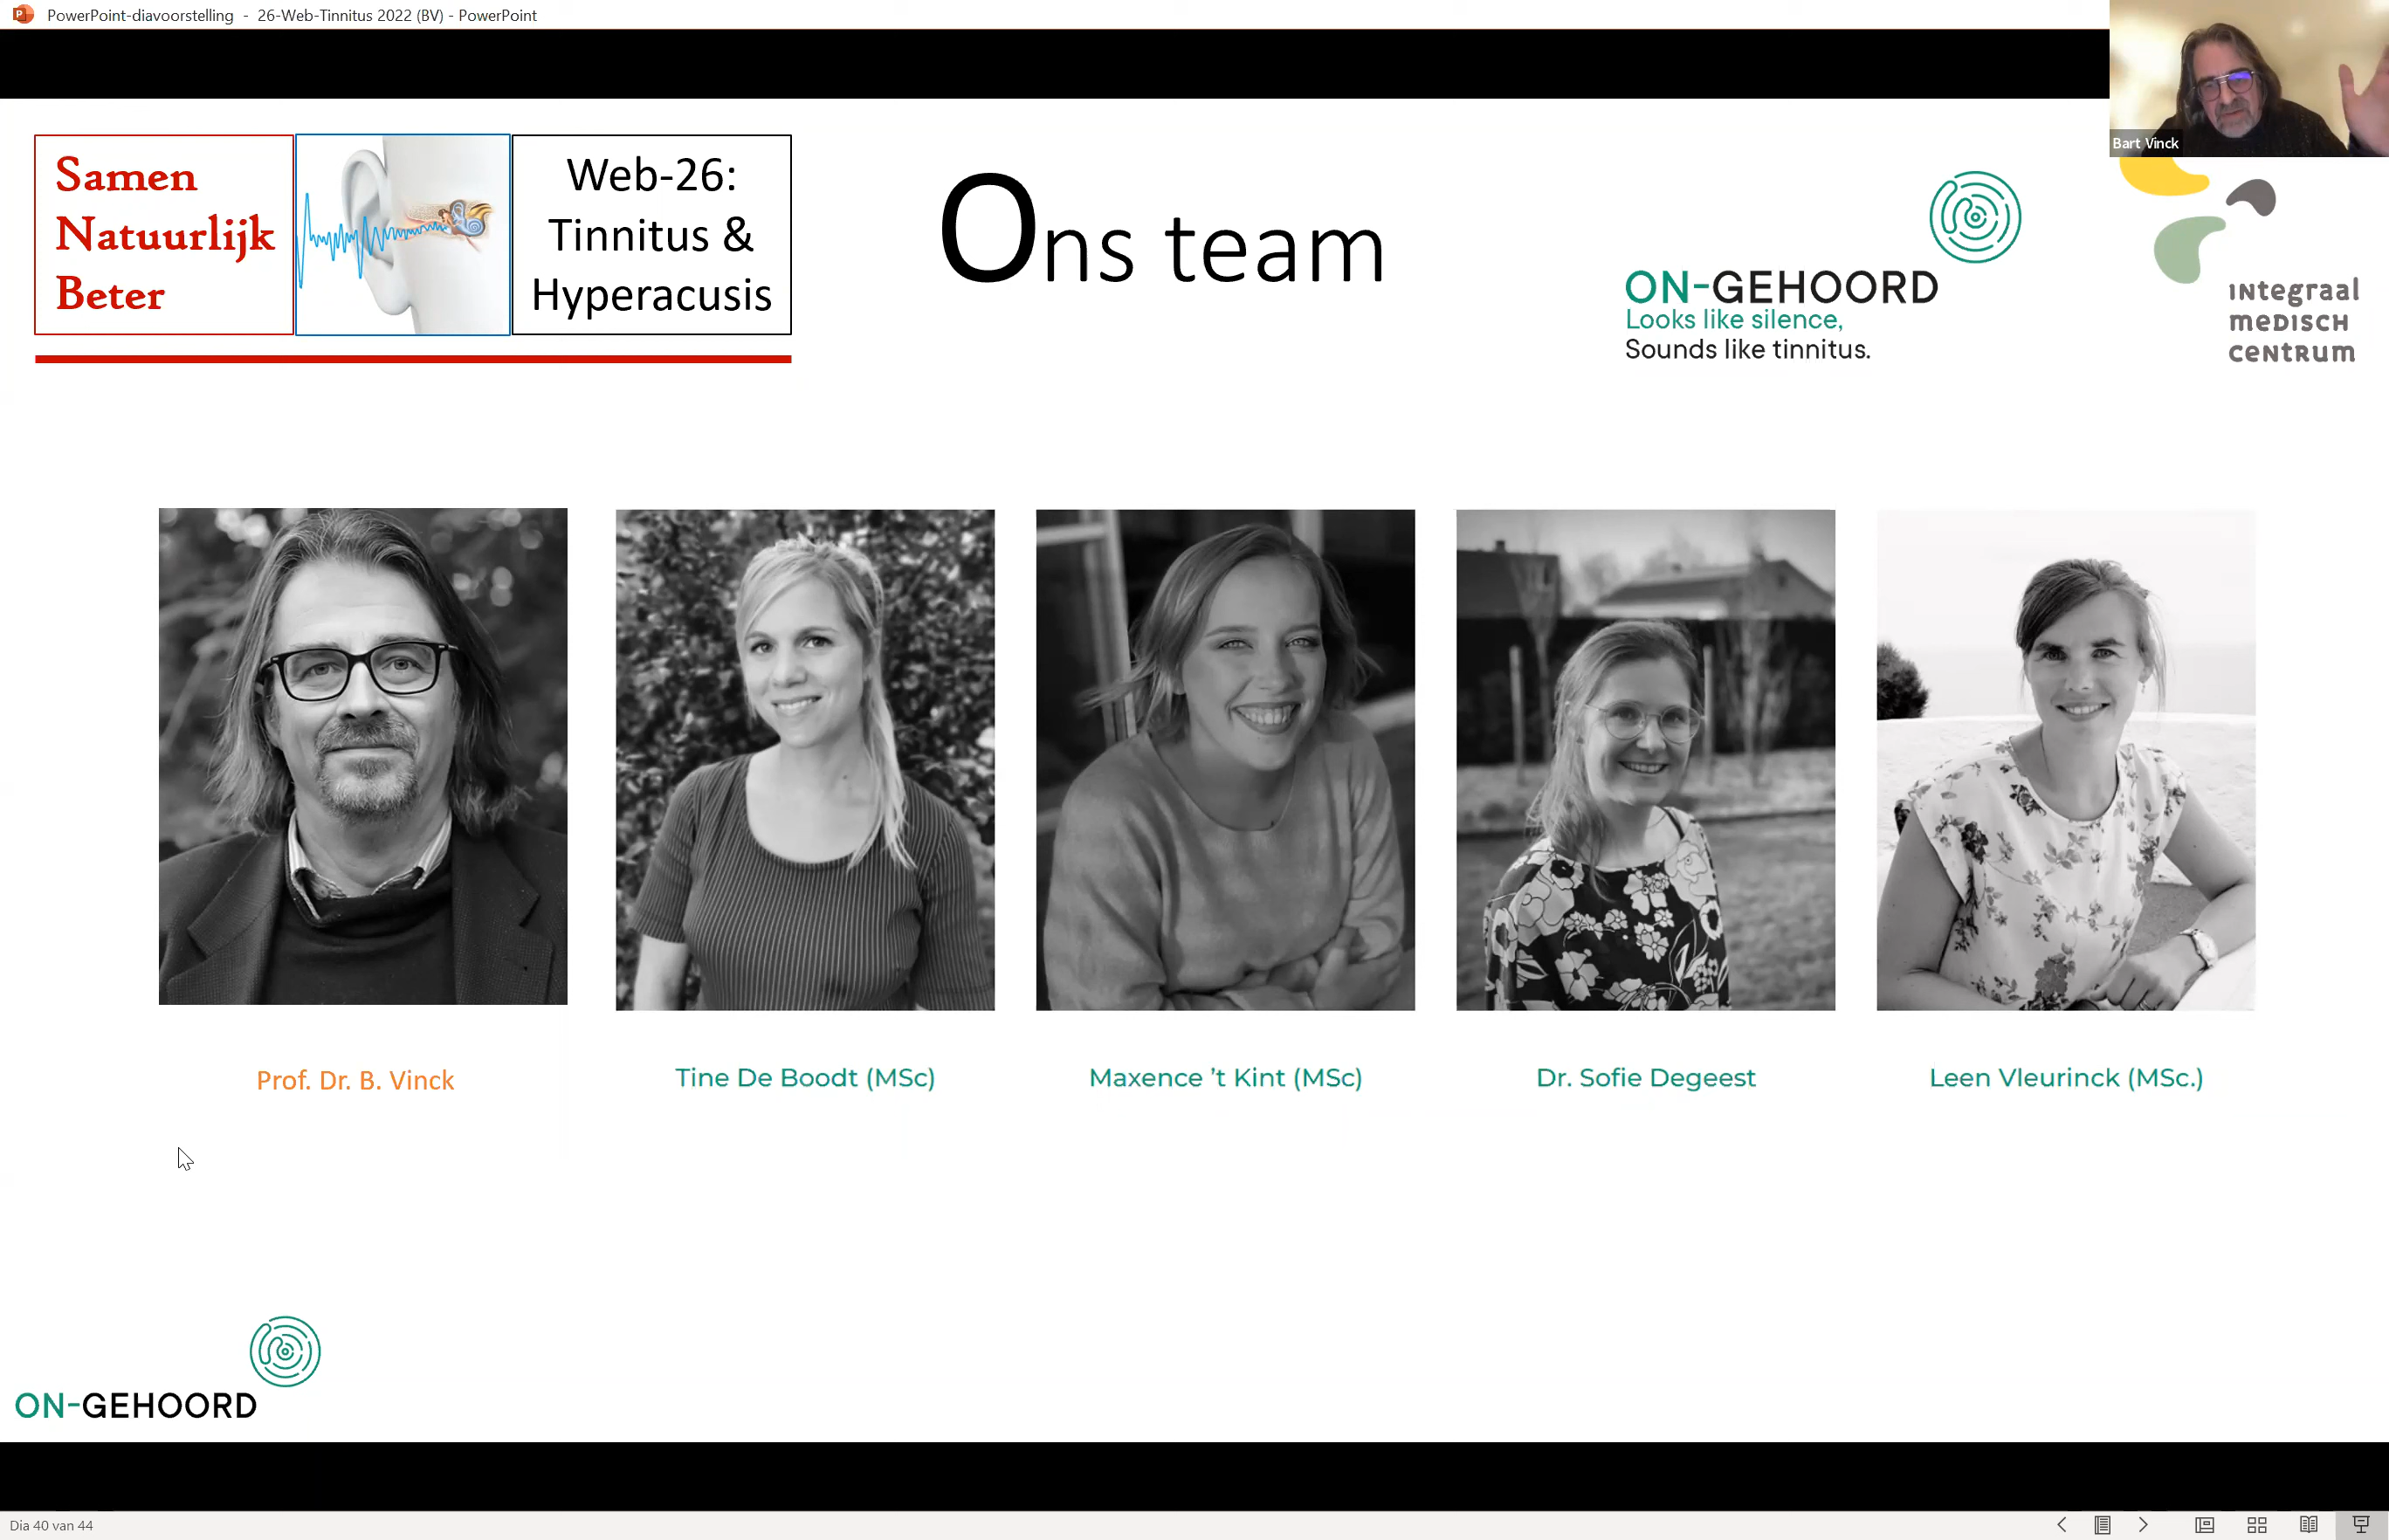 PowerPoint-diavoorstelling - 26-Web-Tinnitus 2022 (BV) - PowerPoint
Bart Vinck
Samen
Natuurlijk
Beter
Web-26:
Tinnitus &
Hyperacusis
Ons team
ON-GEHOORD
Looks like silence,
Sounds like tinnitus.
INtegraal
meDISCH
ceNtRum
Prof. Dr. B. Vinck
Tine De Boodt (MSc)
Maxence ’t Kint (MSc)
Dr. Sofie Degeest
Leen Vleurinck (MSc.)
ON-GEHOORD
Dia 40 van 44